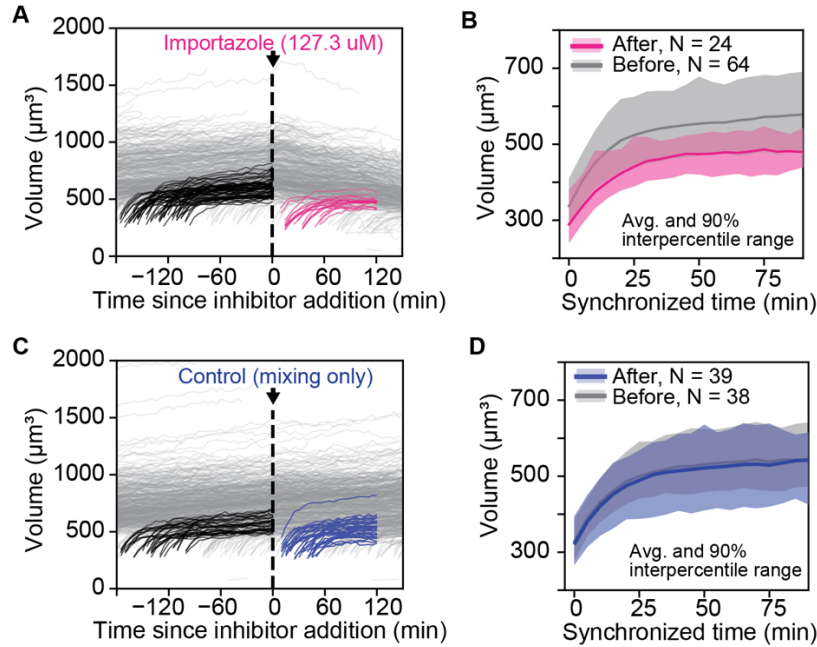 A
Importazole (127.3 uM)
2000
1500
1000
500
0
Volume (μm³)
−120 −60 0 60 120
Time since inhibitor addition (min)
B
After, N = 24
Before, N = 64
700
500
300
Volume (μm³)
Avg. and 90%
interpercentile range
0 25 50 75
Synchronized time (min)
C
Control (mixing only)
2000
1500
1000
500
0
Volume (μm³)
−120 −60 0 60 120
Time since inhibitor addition (min)
D
After, N = 39
Before, N = 38
700
500
300
Volume (μm³)
Avg. and 90%
interpercentile range
0 25 50 75
Synchronized time (min)